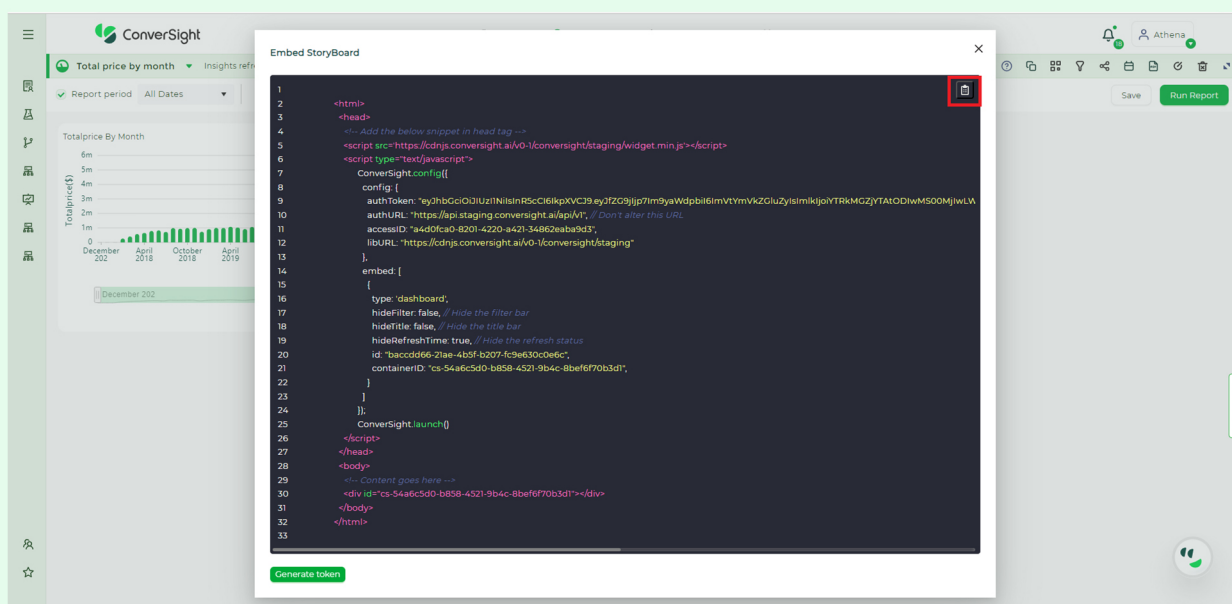 ConverSight
10
Athena
Total price by month
Insights refr
Report period
All Dates
Save
Run Report
Totalprice By Month
Totalprice($)
6m
5m
4m
3m
2m
1m
0
December 202
April 2018
October 2018
April 2019
December 202
Embed StoryBoard
1
2 <html>
3 <head>
4 <!-- Add the below snippet in head tag -->
5 <script src='https://cdnjs.conversight.ai/v0-1/conversight/staging/widget.min.js'></script>
6 <script type="text/javascript">
7 ConverSight.config({
8 config: {
9 authToken:
10 authURL: "https://api.staging.conversight.ai/api/v1", // Don't alter this URL
11 accessID: "a4d0fca0-8201-4220-a421-34862eaba9d3",
12 libURL: "https://cdnjs.conversight.ai/v0-1/conversight/staging"
13 },
14 embed: [
15 {
16 type: 'dashboard',
17 hideFilter: false, // Hide the filter bar
18 hideTitle: false, // Hide the title bar
19 hideRefreshTime: true, // Hide the refresh status
20 id: "baccdd66-21ae-4b5f-b207-fc9e630c0e6c",
21 containerID: "cs-54a6c5d0-b858-4521-9b4c-8bef6f70b3d1",
22 }
23 ]
24 });
25 ConverSight.launch()
26 </script>
27 </head>
28 <body>
29 <!-- Content goes here -->
30 <div id="cs-54a6c5d0-b858-4521-9b4c-8bef6f70b3d1"></div>
31 </body>
32 </html>
33
Generate token